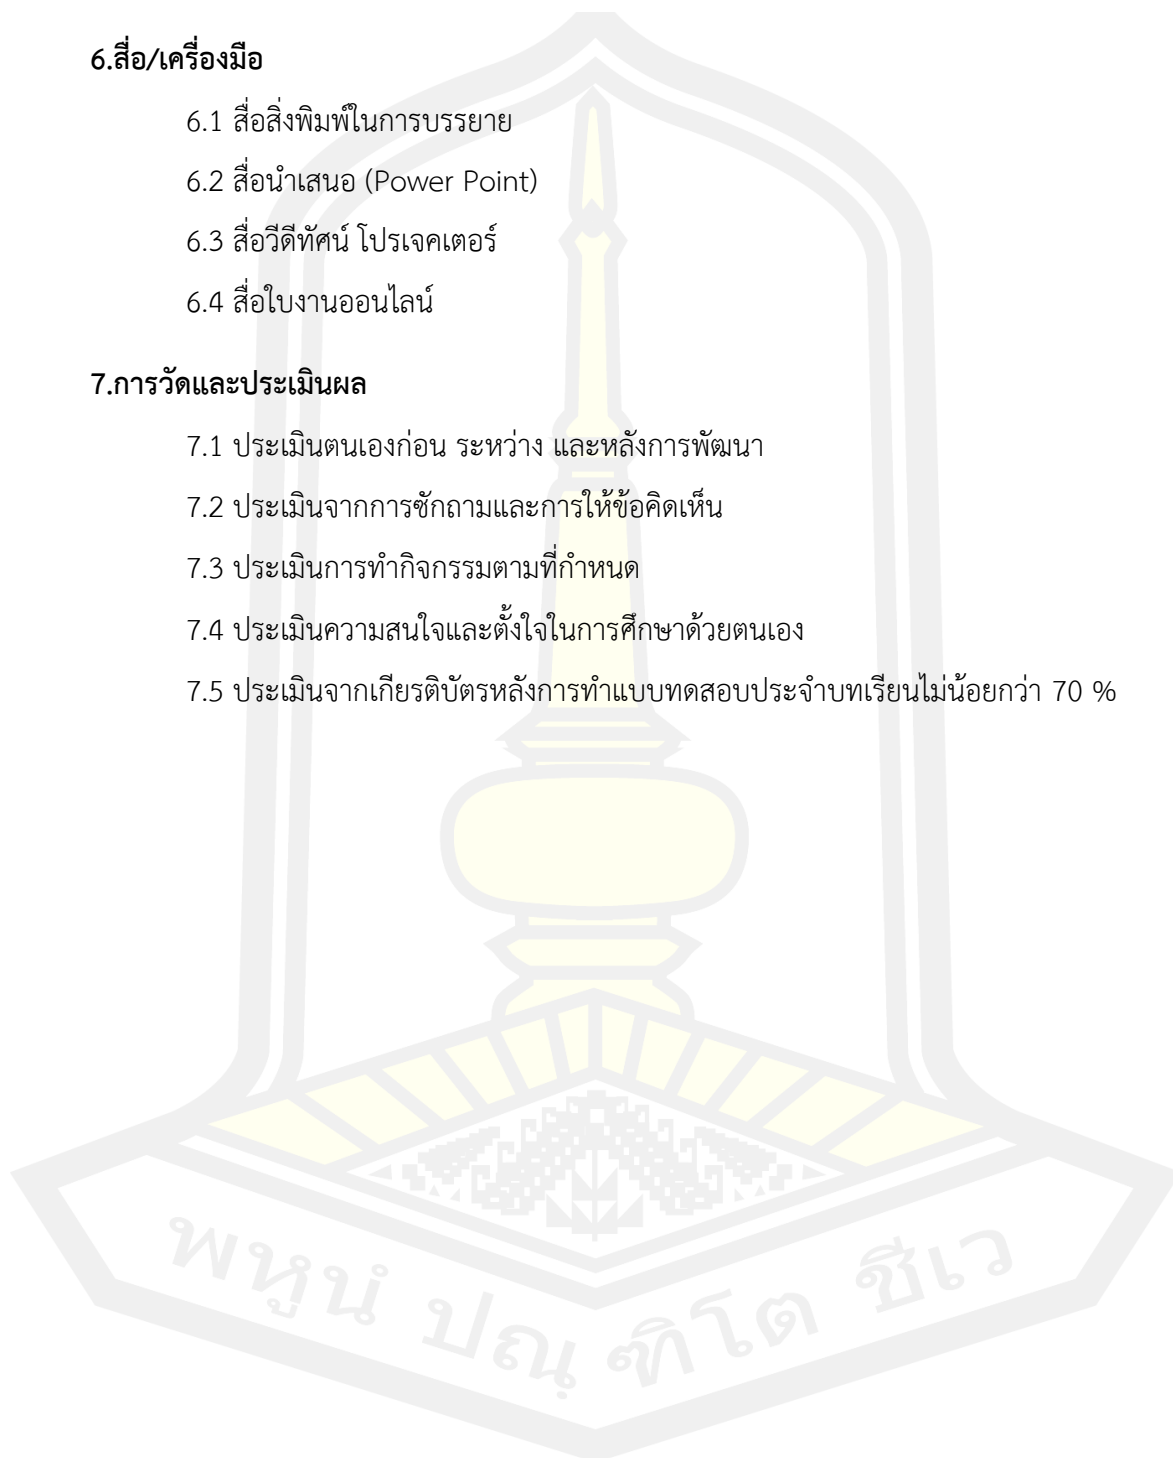 6.สื่อ/เครื่องมือ
6.1 สื่อสิ่งพิมพ์ในการบรรยาย
6.2 สื่อนำเสนอ (Power Point)
6.3 สื่อวีดีทัศน์ โปรเจคเตอร์
6.4 สื่อใบงานออนไลน์
7.การวัดและประเมินผล
7.1 ประเมินตนเองก่อน ระหว่าง และหลังการพัฒนา
7.2 ประเมินจากการซักถามและการให้ข้อคิดเห็น
7.3 ประเมินการทำกิจกรรมตามที่กำหนด
7.4 ประเมินความสนใจและตั้งใจในการศึกษาด้วยตนเอง
7.5 ประเมินจากเกียรติบัตรหลังการทำแบบทดสอบประจำบทเรียนไม่น้อยกว่า 70 %
พหูนํ ปณฺ ฑิโต ชีเว